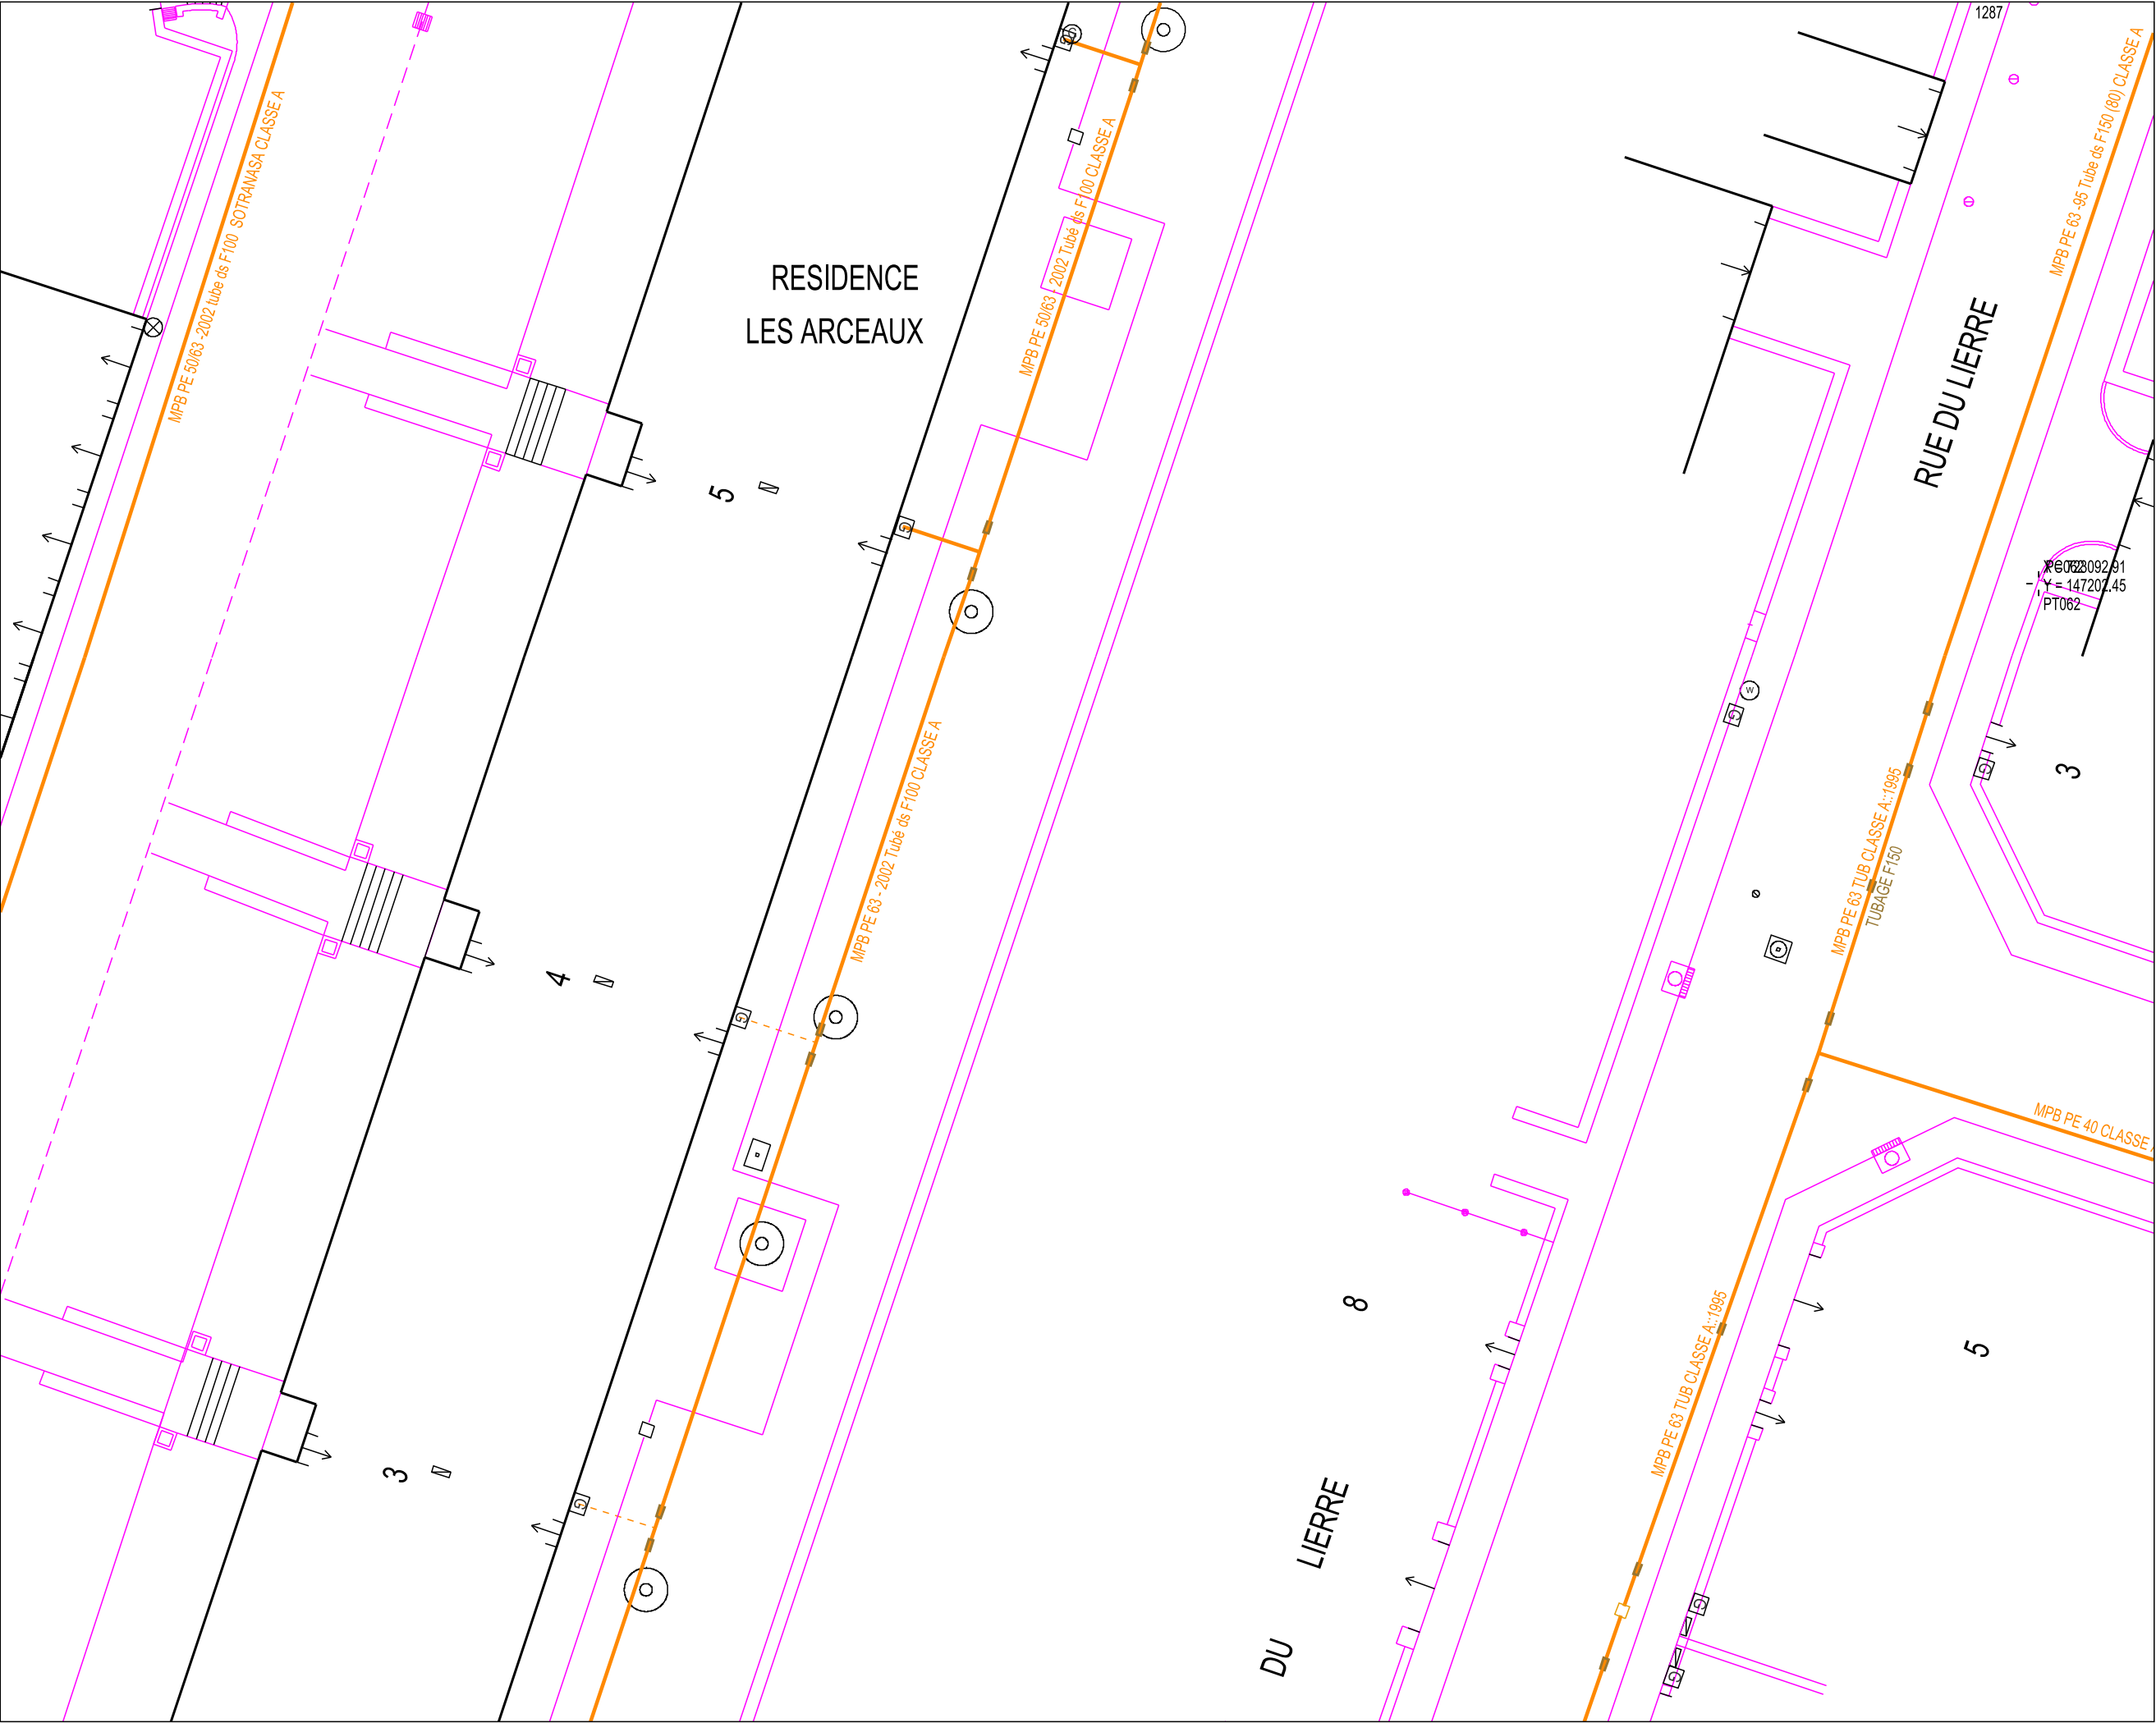 1287
MPB PE 50/63 -2002 tube ds F100 SOTRANASA CLASSE A
RESIDENCE
LES ARCEAUX
MPB PE 50/63 - 2002 Tubé ds F100 CLASSE A
MPB PE 63 -95 Tube ds F150 (80) CLASSE A
RUE DU LIERRE
S
G
5
N
G
Y = 147202.45
PT062
W
G
G
3
MPB PE 63 - 2002 Tubé ds F100 CLASSE A
MPB PE 63 TUB CLASSE A::1995
TUBAGE F150
4
N
G
MPB PE 40 CLASSE
8
5
MPB PE 63 TUB CLASSE A::1995
3
N
G
DU LIERRE
G
G